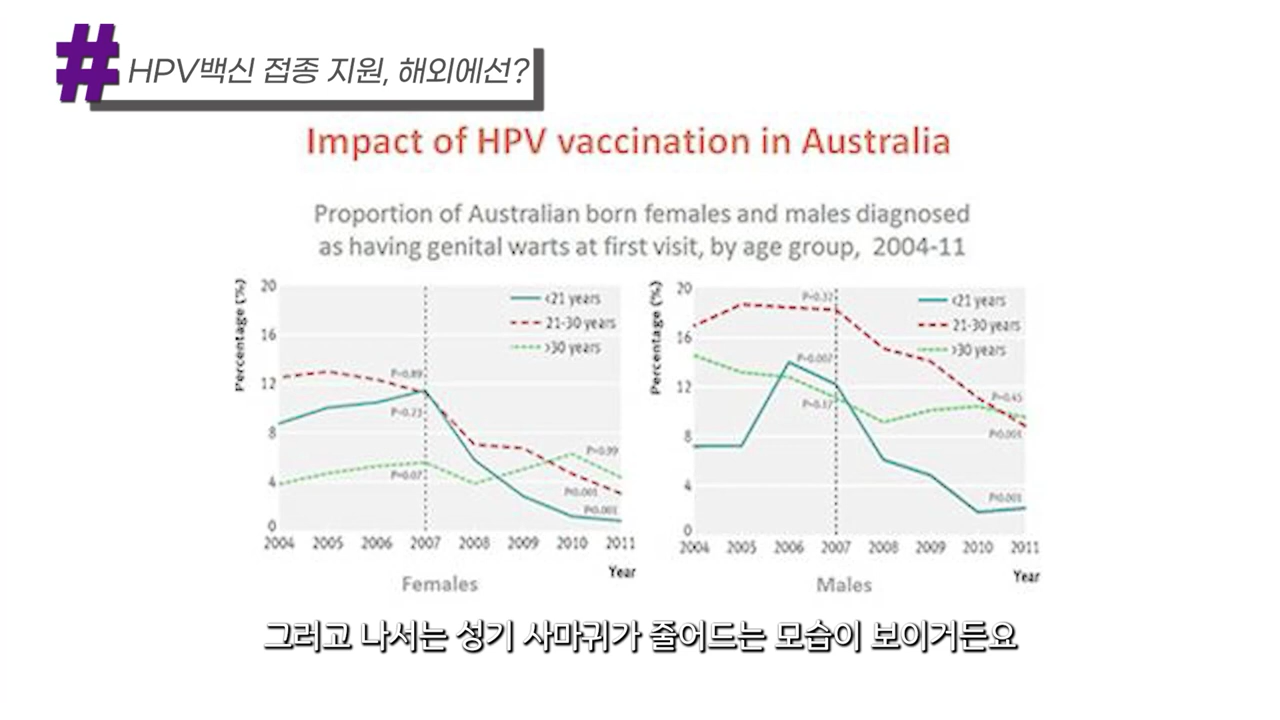 # HPV백신 접종 지원, 해외에선?
Impact of HPV vaccination in Australia
Proportion of Australian born females and males diagnosed
as having genital warts at first visit, by age group, 2004-11
Percentage (%)
20
16
12
8
4
0
<21 years
21-30 years
>30 years
P=0.89
P=0.23
P=0.07
P=0.99
P<0.001
P<0.001
2004 2005 2006 2007 2008 2009 2010 2011
Year
Females
Percentage (%)
20
16
12
8
4
0
<21 years
21-30 years
>30 years
P=0.37
P=0.002
P=0.17
P=0.45
P<0.001
P<0.001
2004 2005 2006 2007 2008 2009 2010 2011
Year
Males
그러고 나서는 성기 사마귀가 줄어드는 모습이 보이거든요